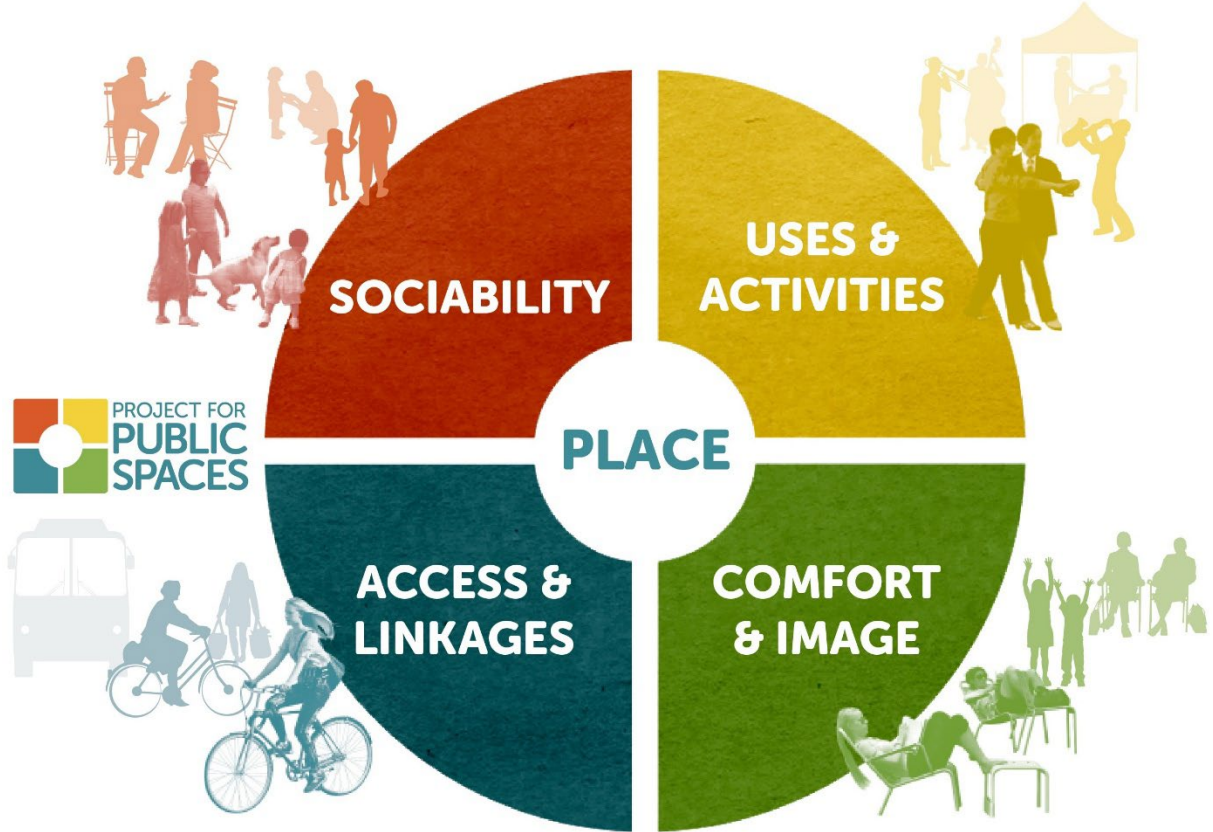 SOCIABILITY
USES &
ACTIVITIES
PROJECT FOR
PUBLIC
SPACES
PLACE
ACCESS &
LINKAGES
COMFORT
& IMAGE